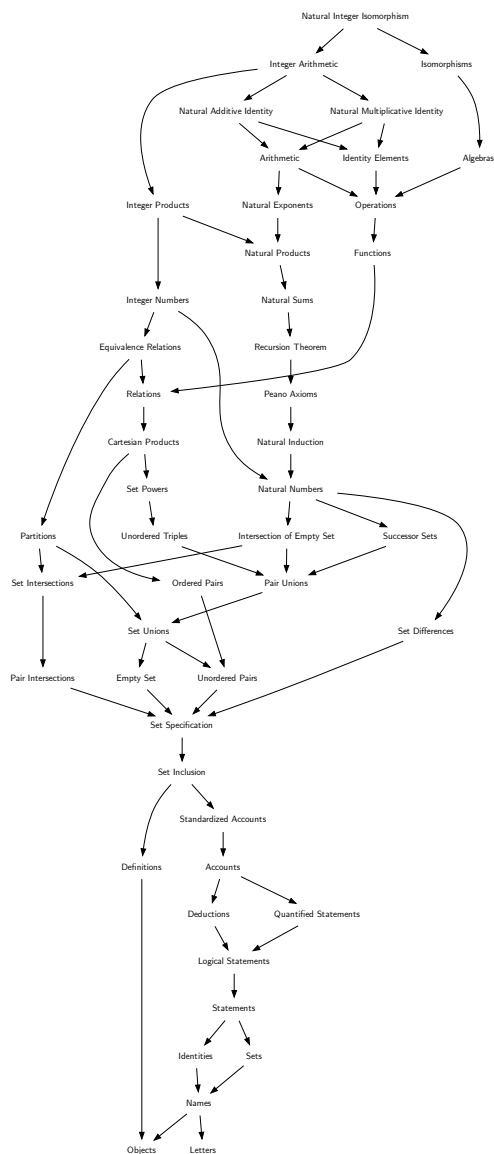 Natural Integer Isomorphism
Integer Arithmetic
Isomorphisms
Natural Additive Identity
Natural Multiplicative Identity
Arithmetic
Identity Elements
Algebras
Integer Products
Natural Exponents
Operations
Natural Products
Functions
Integer Numbers
Natural Sums
Equivalence Relations
Recursion Theorem
Relations
Peano Axioms
Cartesian Products
Natural Induction
Set Powers
Natural Numbers
Partitions
Unordered Triples
Intersection of Empty Set
Successor Sets
Set Intersections
Ordered Pairs
Pair Unions
Set Unions
Set Differences
Pair Intersections
Empty Set
Unordered Pairs
Set Specification
Set Inclusion
Standardized Accounts
Definitions
Accounts
Deductions
Quantified Statements
Logical Statements
Statements
Identities
Sets
Names
Objects
Letters